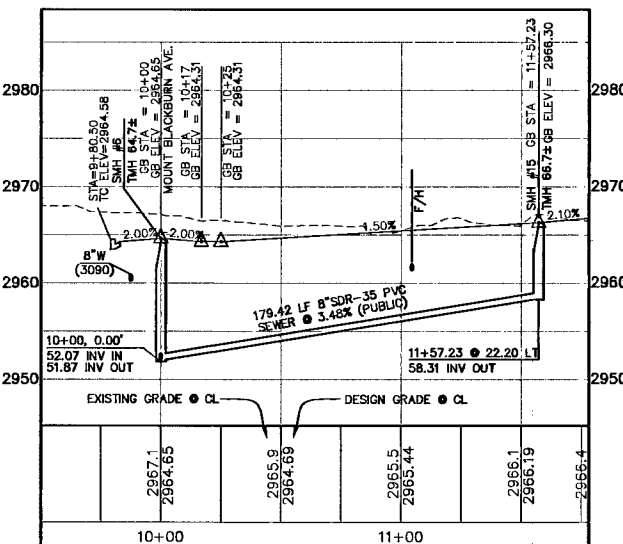 2980
2970
2960
2950
2980
2970
2960
2950
STA=9+80.50
TC ELEV=2964.58
SMH #6
TMH 64.7±
GB STA = 10+00
GB ELEV = 2964.65
MOUNT BLACKBURN AVE.
GB STA = 10+17
GB ELEV = 2964.31
GB STA = 10+25
GB ELEV = 2964.31
F/H
SMH #15 GB STA = 11+57.23
TMH 66.7± GB ELEV = 2966.30
2.00%
2.00%
1.50%
2.10%
8"W
(3090)
179.42 LF 8"SDR-35 PVC
SEWER @ 3.48% (PUBLIC)
10+00, 0.00'
52.07 INV IN
51.87 INV OUT
11+57.23 @ 22.20 LT
58.31 INV OUT
EXISTING GRADE @ CL
DESIGN GRADE @ CL
2967.1
2964.65
2965.9
2964.69
2965.5
2965.44
2966.1
2966.19
2966.4
10+00
11+00